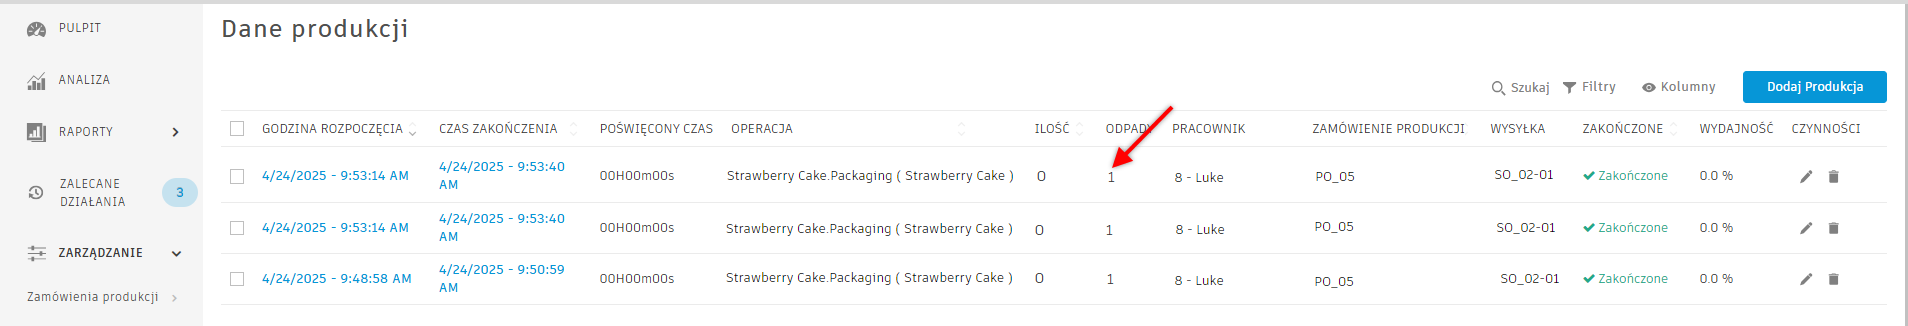 PULPIT
ANALIZA
RAPORTY
ZALECANE
DZIAŁANIA
3
ZARZĄDZANIE
Zamówienia produkcji
Dane produkcji
Szukaj Filtry Kolumny Dodaj Produkcja
GODZINA ROZPOCZĘCIA CZAS ZAKOŃCZENIA POŚWIĘCONY CZAS OPERACJA ILOŚĆ ODPADY PRACOWNIK ZAMÓWIENIE PRODUKCJI WYSYŁKA ZAKOŃCZONE WYDAJNOŚĆ CZYNNOŚCI
4/24/2025 - 9:53:14 AM 4/24/2025 - 9:53:40 AM 00H00m00s Strawberry Cake.Packaging ( Strawberry Cake ) 0 1 8 - Luke PO_05 SO_02-01 Zakończone 0.0 %
4/24/2025 - 9:53:14 AM 4/24/2025 - 9:53:40 AM 00H00m00s Strawberry Cake.Packaging ( Strawberry Cake ) 0 1 8 - Luke PO_05 SO_02-01 Zakończone 0.0 %
4/24/2025 - 9:48:58 AM 4/24/2025 - 9:50:59 AM 00H00m00s Strawberry Cake.Packaging ( Strawberry Cake ) 0 1 8 - Luke PO_05 SO_02-01 Zakończone 0.0 %